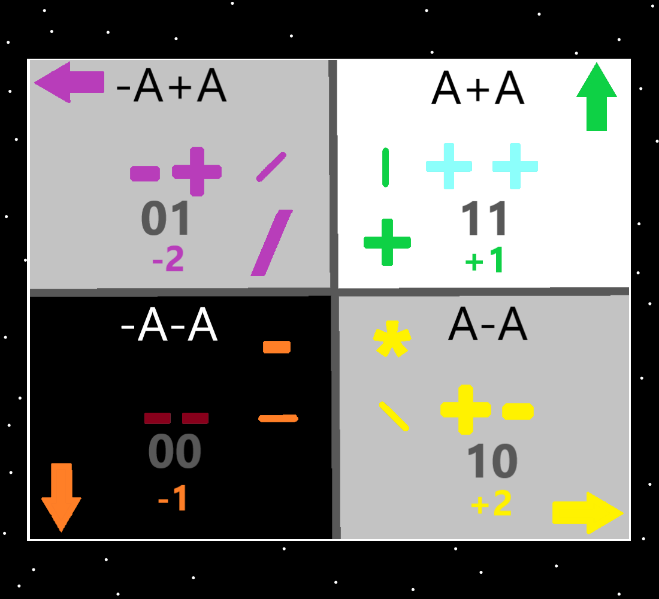 -A+A
- + /
01
-2 /
A+A
| + +
11
+ +1
-A-A
-
- - —
00
-1
* A-A
\ + -
10
+2